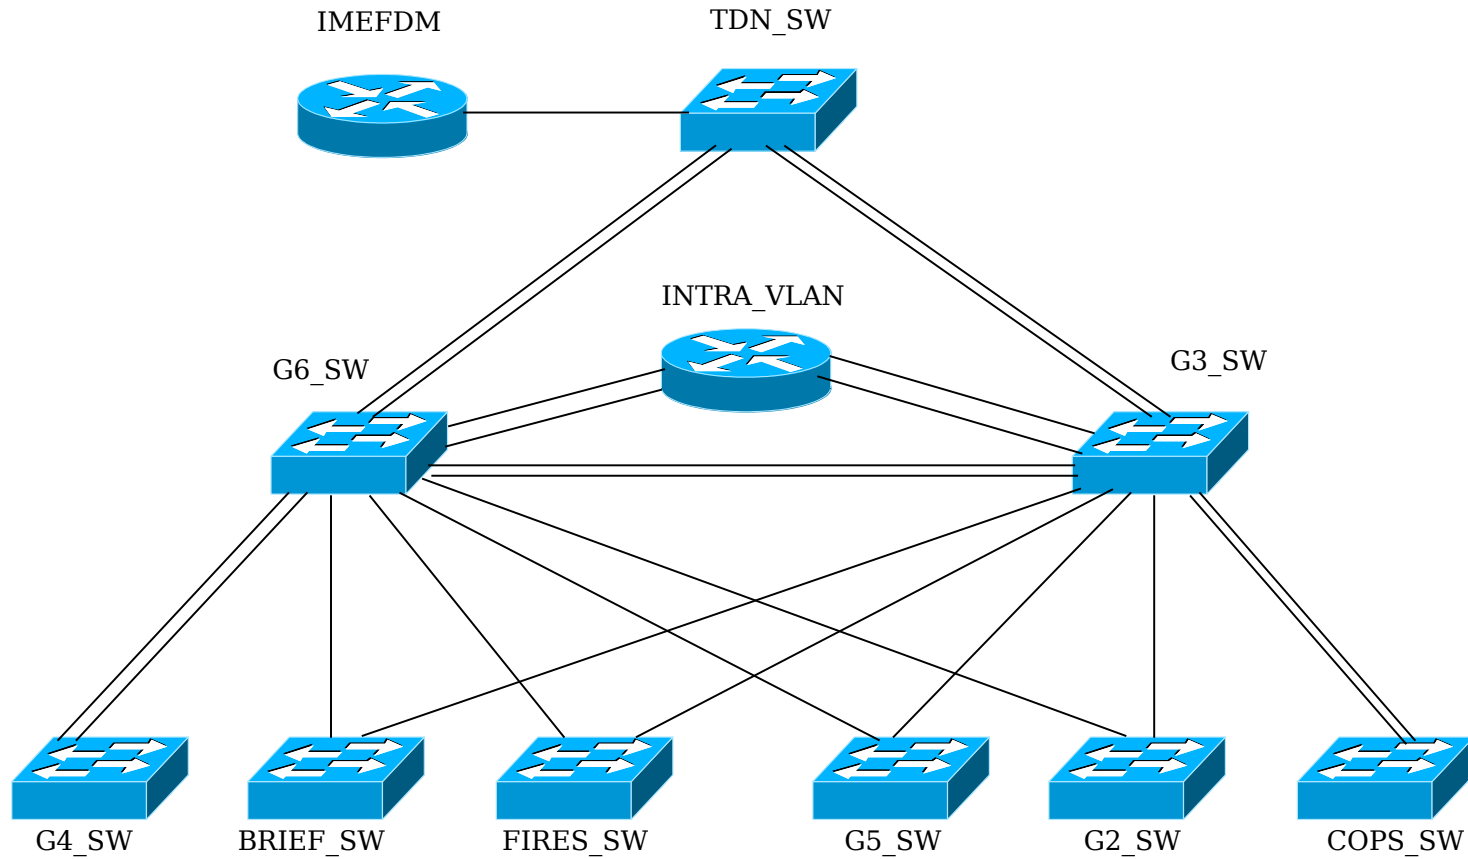 IMEFDM
TDN_SW
INTRA_VLAN
G6_SW
G3_SW
G4_SW
BRIEF_SW
FIRES_SW
G5_SW
G2_SW
COPS_SW